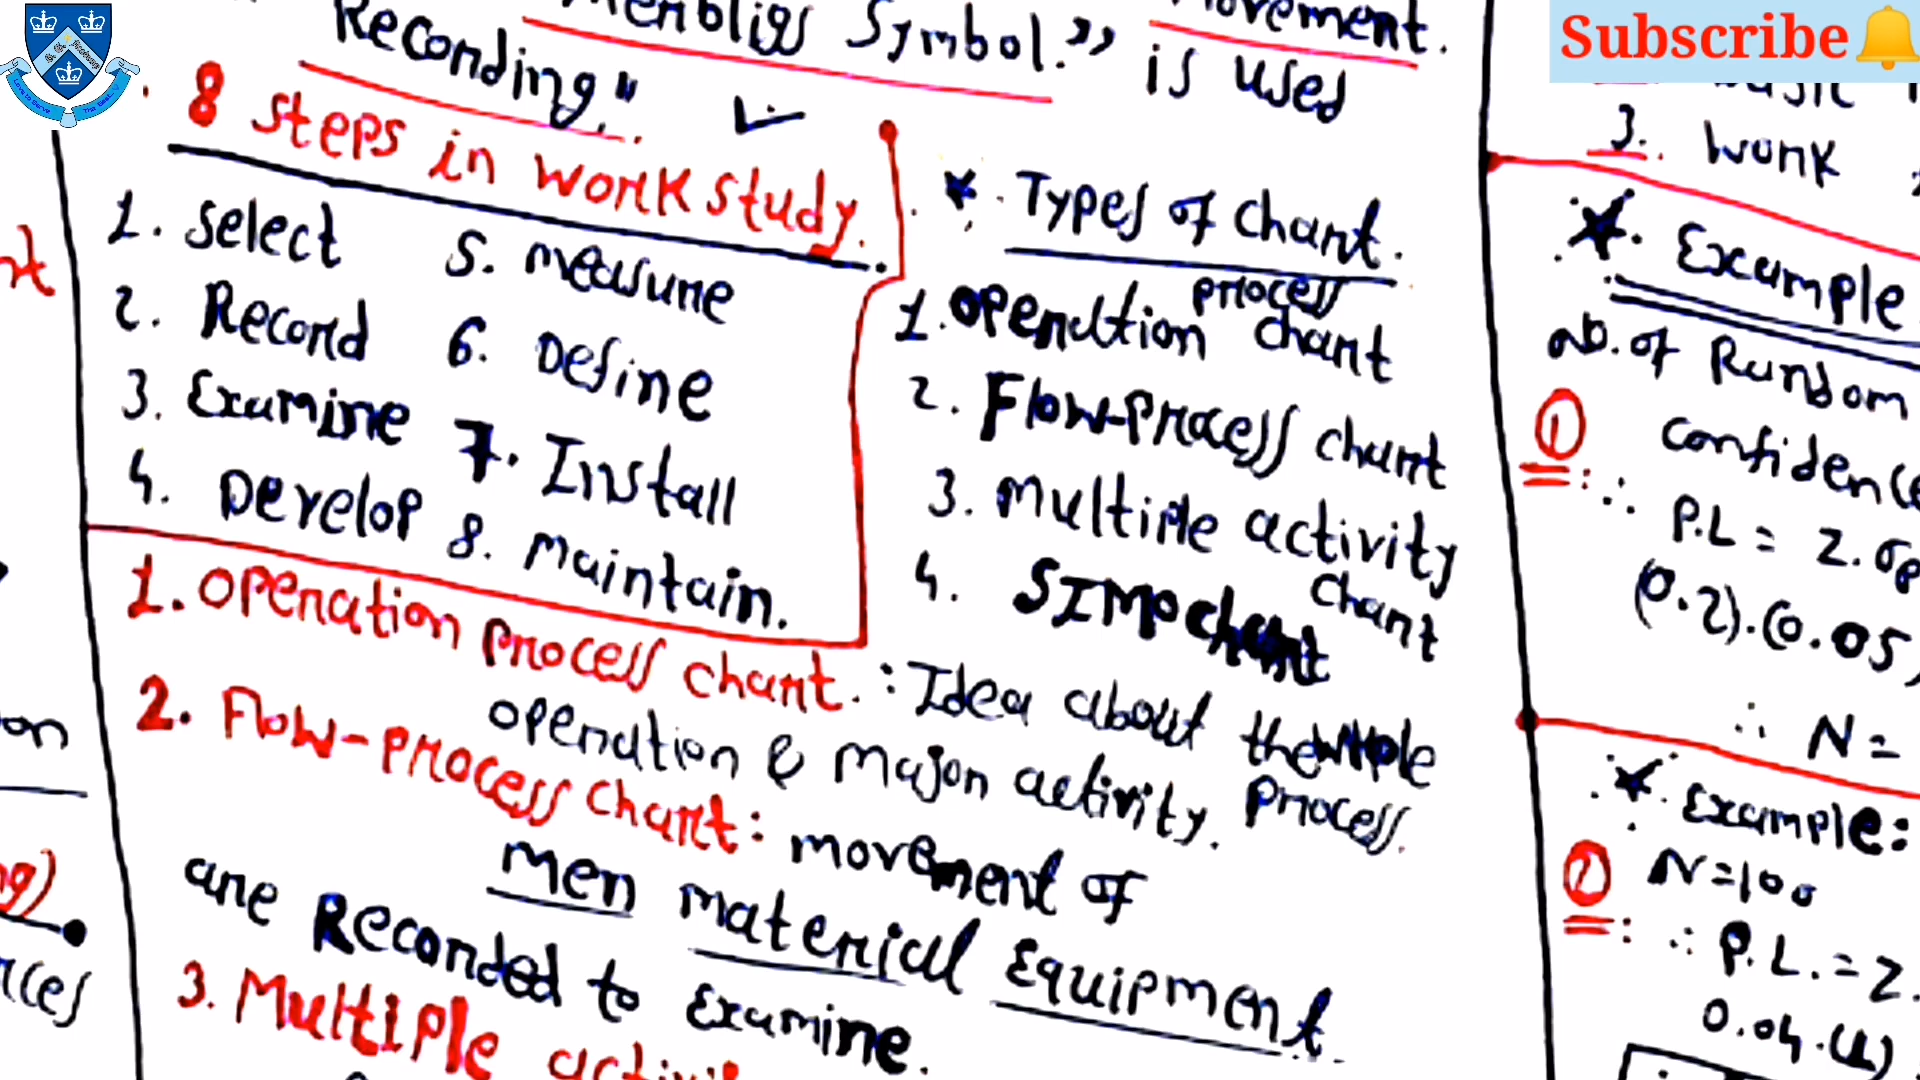 Symbol." is used
Movement.
Recording."
8 steps in work study.
1. Select
2. Record
3. Examine
4. Develop
5. measure
6. Define
7. Install
8. Maintain.
* Types of chart.
1. Operation process chart
2. Flow-process chart
3. Multiple activity chart
4. SIMO chart
1. Operation process chart. : Idea about the whole process.
operation & Major activity.
2. Flow-process chart: movement of
men material Equipment
are Recorded to Examine.
3. Multiple
Subscribe
3. work
* Example
no. of Random
① confidence
∴ P.L = Z.σp
(0.2).(0.05)
∴ N =
* Example:
② N=100
∴ P.L. = Z.